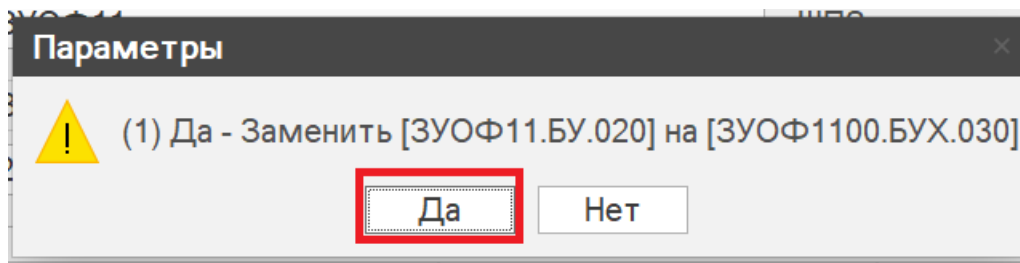 Параметры
(1) Да - Заменить [ЗУОФ11.БУ.020] на [ЗУОФ1100.БУХ.030]
Да
Нет